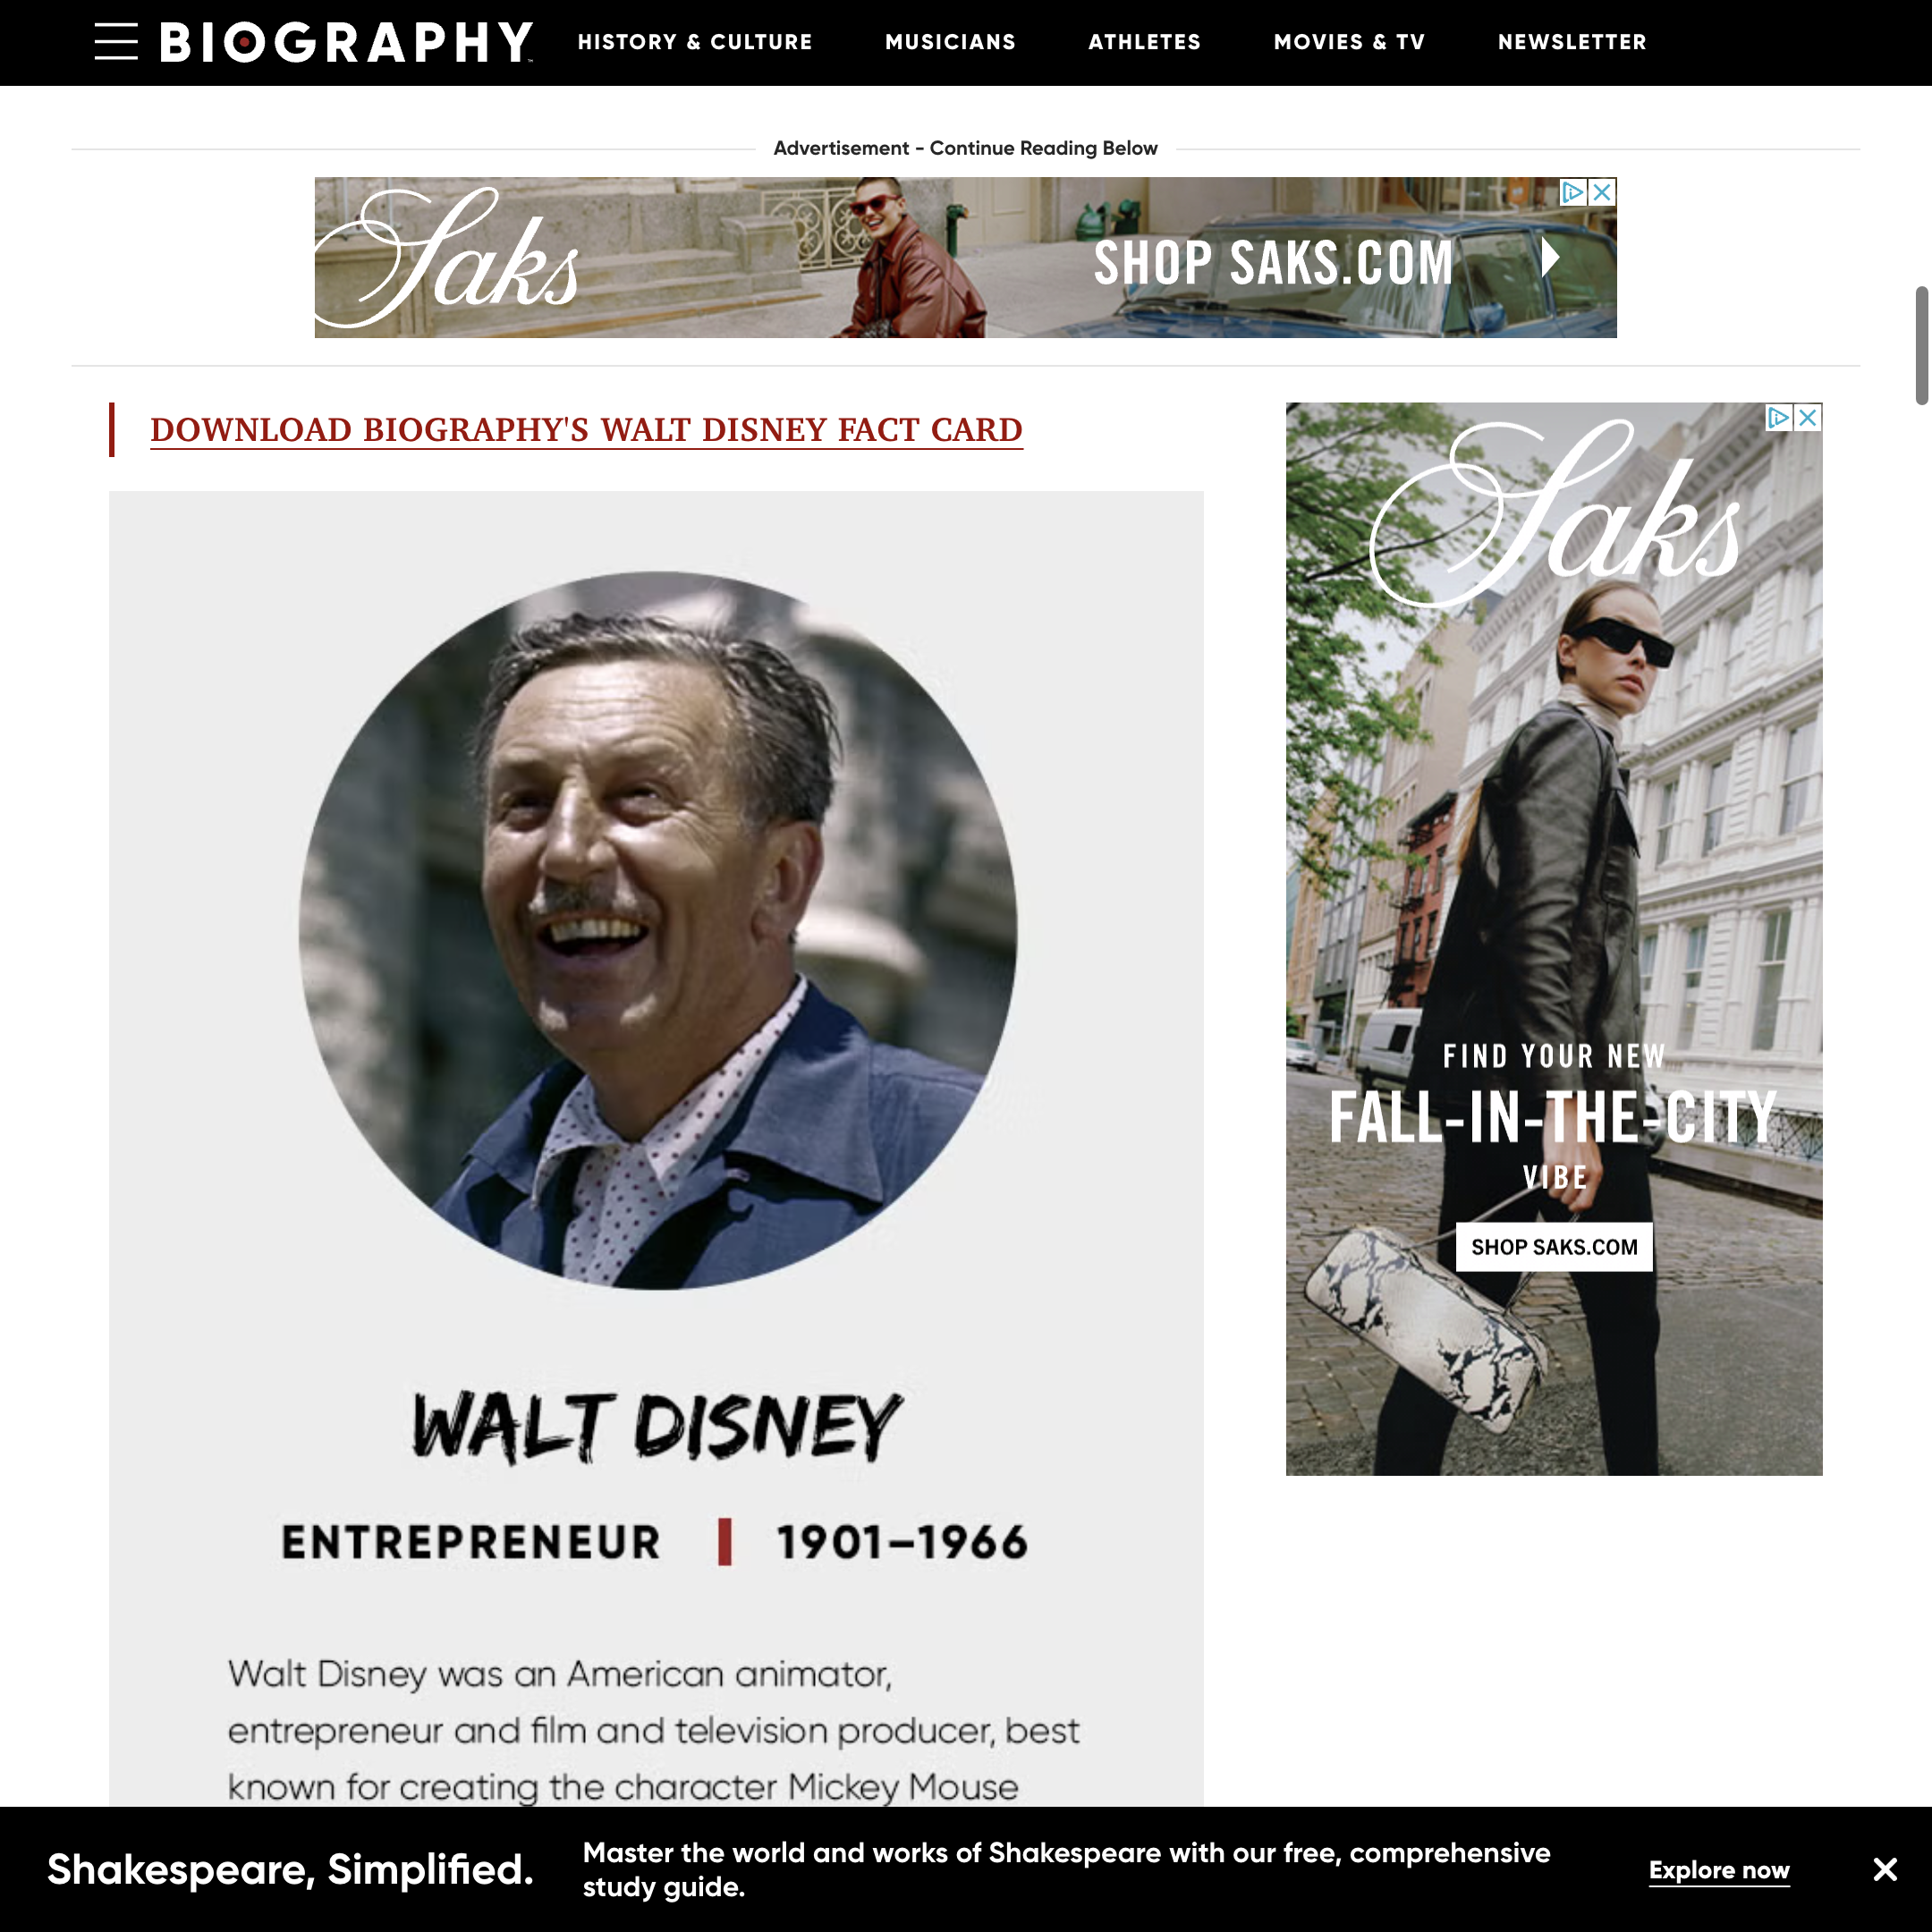 BIOGRAPHY
HISTORY & CULTURE
MUSICIANS
ATHLETES
MOVIES & TV
NEWSLETTER
Advertisement - Continue Reading Below
Saks
SHOP SAKS.COM
DOWNLOAD BIOGRAPHY'S WALT DISNEY FACT CARD
WALT DISNEY
ENTREPRENEUR
1901–1966
Walt Disney was an American animator,
entrepreneur and film and television producer, best
known for creating the character Mickey Mouse
Saks
FIND YOUR NEW
FALL-IN-THE-CITY
VIBE
SHOP SAKS.COM
Shakespeare, Simplified.
Master the world and works of Shakespeare with our free, comprehensive
study guide.
Explore now